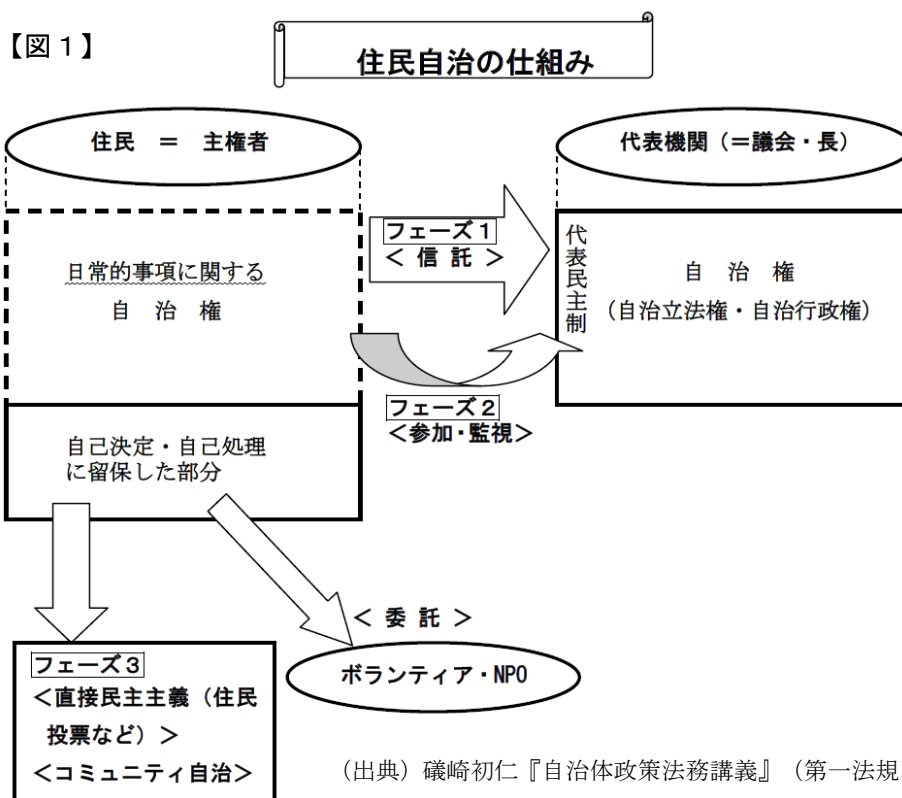 【図１】
住民自治の仕組み
住民 ＝ 主権者
代表機関（＝議会・長）
日常的事項に関する
自 治 権
フェーズ１
＜ 信 託 ＞
代表民主制
自 治 権
（自治立法権・自治行政権）
フェーズ２
＜参加・監視＞
自己決定・自己処理
に留保した部分
＜ 委 託 ＞
ボランティア・NPO
フェーズ３
＜直接民主主義（住民
投票など）＞
＜コミュニティ自治＞
（出典）礒崎初仁『自治体政策法務講義』（第一法規